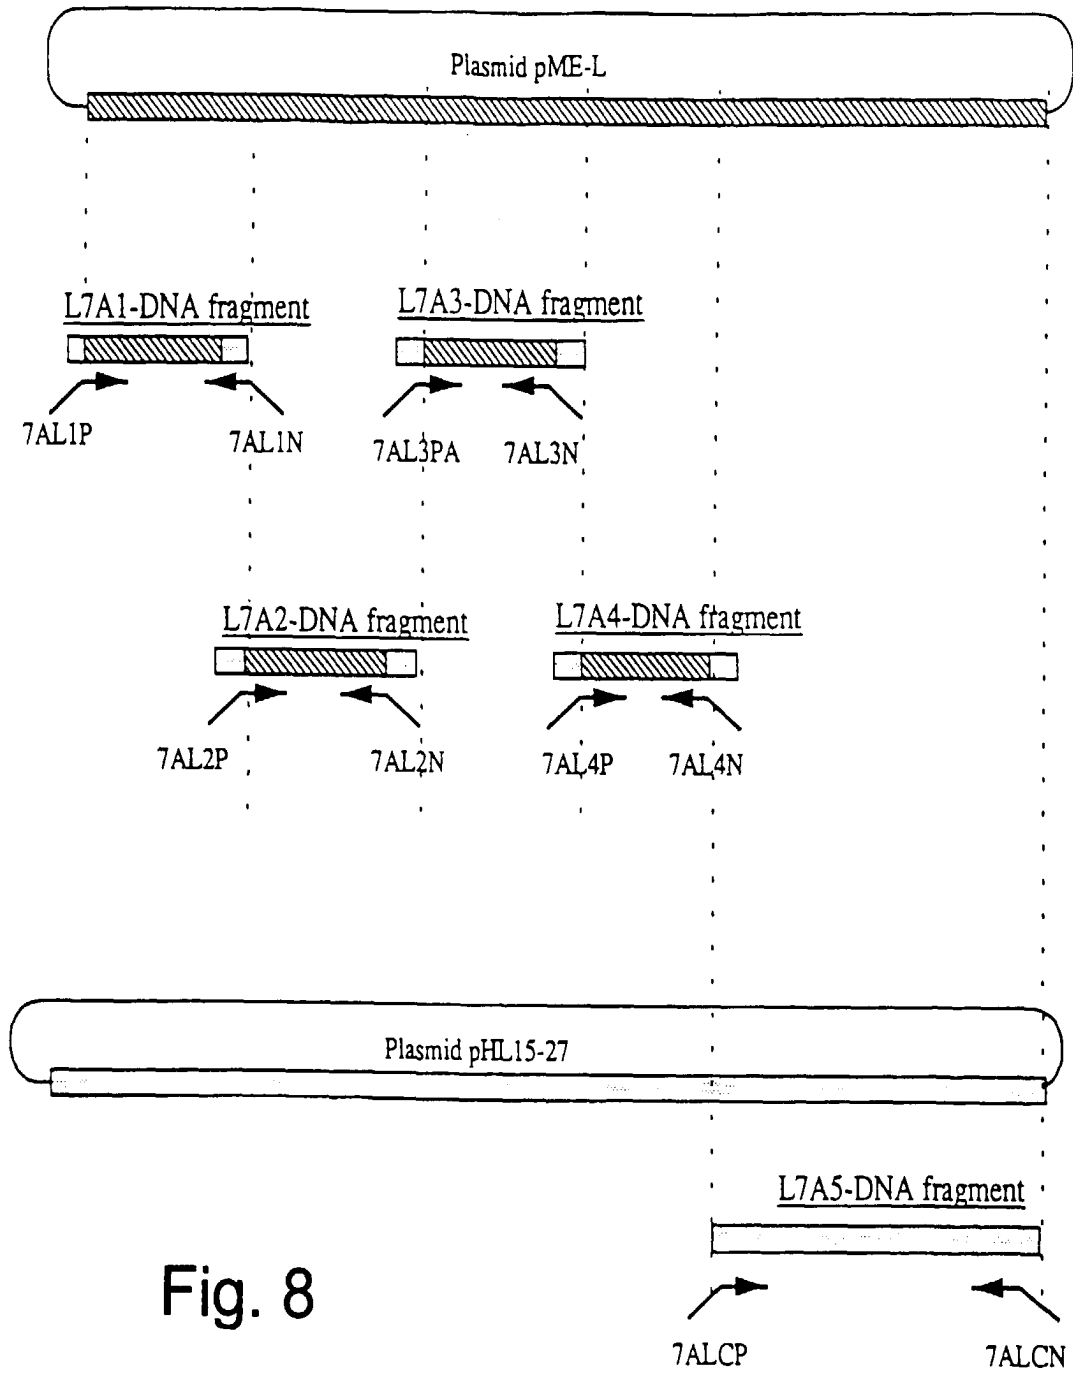 Plasmid pME-L
L7A1-DNA fragment
L7A3-DNA fragment
7AL1P
7AL1N
7AL3PA
7AL3N
L7A2-DNA fragment
L7A4-DNA fragment
7AL2P
7AL2N
7AL4P
7AL4N
Plasmid pHL15-27
L7A5-DNA fragment
Fig. 8
7ALCP
7ALCN